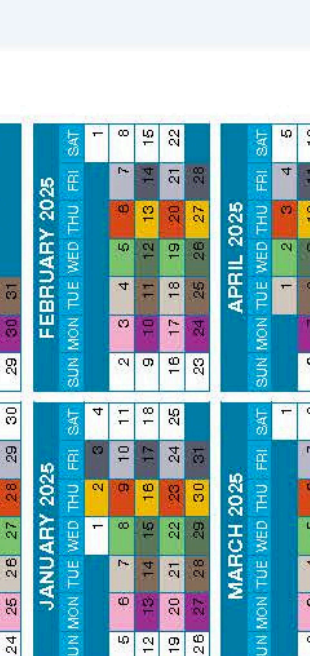 24 25 26 27 28 29 30
29 30 31
JANUARY 2025
UN MON TUE WED THU FRI SAT
1 2 3 4
5 6 7 8 9 10 11
12 13 14 15 16 17 18
19 20 21 22 23 24 25
26 27 28 29 30 31
FEBRUARY 2025
SUN MON TUE WED THU FRI SAT
1
2 3 4 5 6 7 8
9 10 11 12 13 14 15
16 17 18 19 20 21 22
23 24 25 26 27 28
MARCH 2025
UN MON TUE WED THU FRI SAT
1
APRIL 2025
SUN MON TUE WED THU FRI SAT
1 2 3 4 5